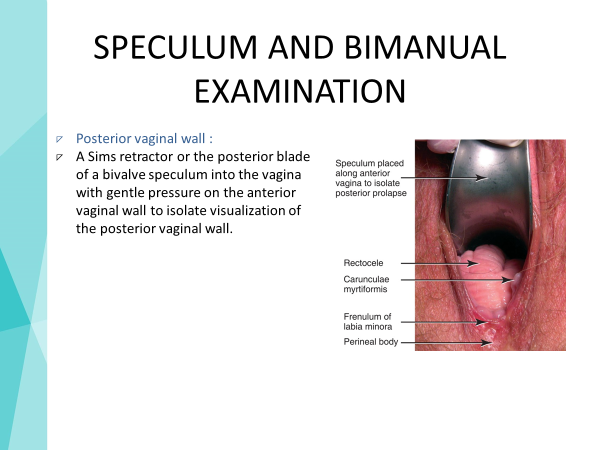 SPECULUM AND BIMANUAL
EXAMINATION
Posterior vaginal wall :
A Sims retractor or the posterior blade
of a bivalve speculum into the vagina
with gentle pressure on the anterior
vaginal wall to isolate visualization of
the posterior vaginal wall.
Speculum placed
along anterior
vagina to isolate
posterior prolapse
Rectocele
Carunculae
myrtiformis
Frenulum of
labia minora
Perineal body